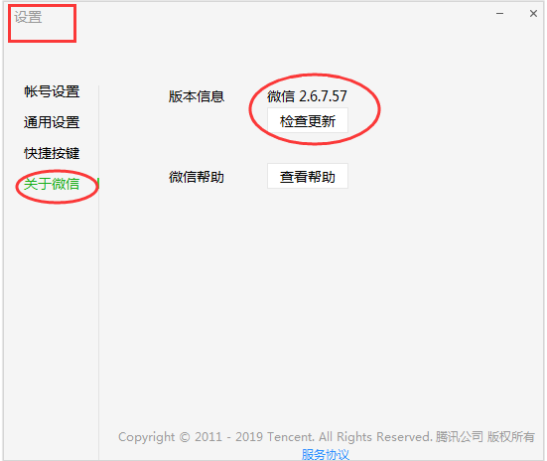 设置
帐号设置
通用设置
快捷按键
关于微信
版本信息 微信 2.6.7.57
检查更新
微信帮助 查看帮助
Copyright © 2011 - 2019 Tencent. All Rights Reserved. 腾讯公司 版权所有
服务协议